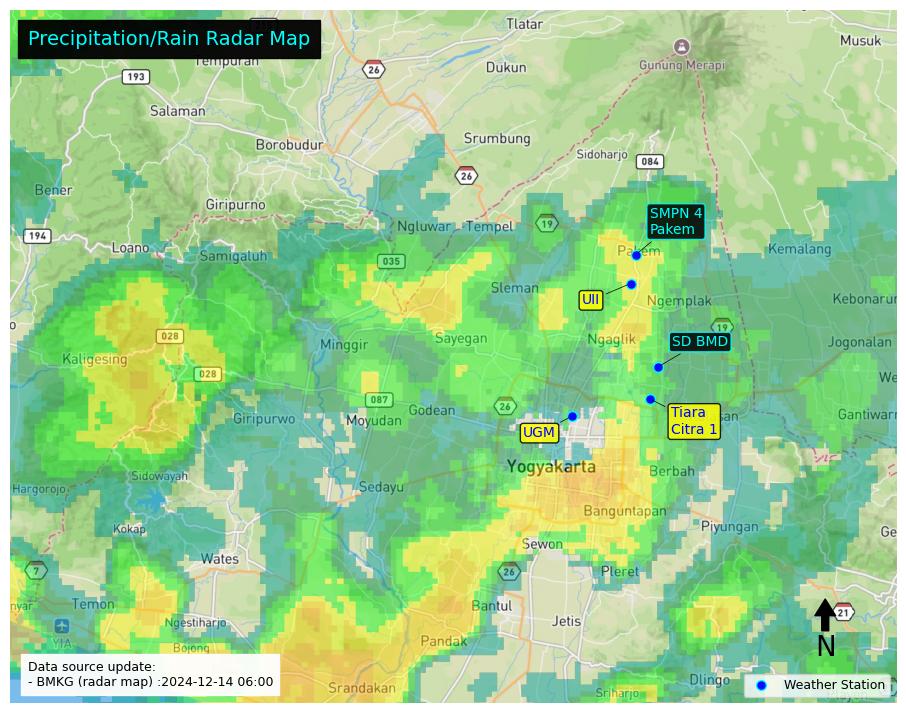 Precipitation/Rain Radar Map
Tlatar
Musuk
26
Gunung Merapi
193
Dukun
Salaman
Borobudur
Srumbung
Sidoharjo
084
26
Bener
Giripurno
SMPN 4
Pakem
194
Loano
Ngluwar
Tempel
19
Samigaluh
035
Kemalang
Sleman
UII
Ngemplak
Kebonarum
028
Minggir
Sayegan
Ngaglik
19
SD BMD
Jogonalan
Kaligesing
028
087
Godean
26
Tiara
Citra 1
Giripurwo
Moyudan
UGM
Yogyakarta
Berbah
Sidowayah
Hargorojo
Sedayu
Banguntapan
Kokap
Piyungan
Wates
Sewon
7
26
Pleret
Temon
Bantul
21
Ngestiharjo
Jetis
YIA
Bojong
Pandak
N
Data source update:
- BMKG (radar map) :2024-12-14 06:00
Srandakan
Dlingo
Sriharjo
Weather Station